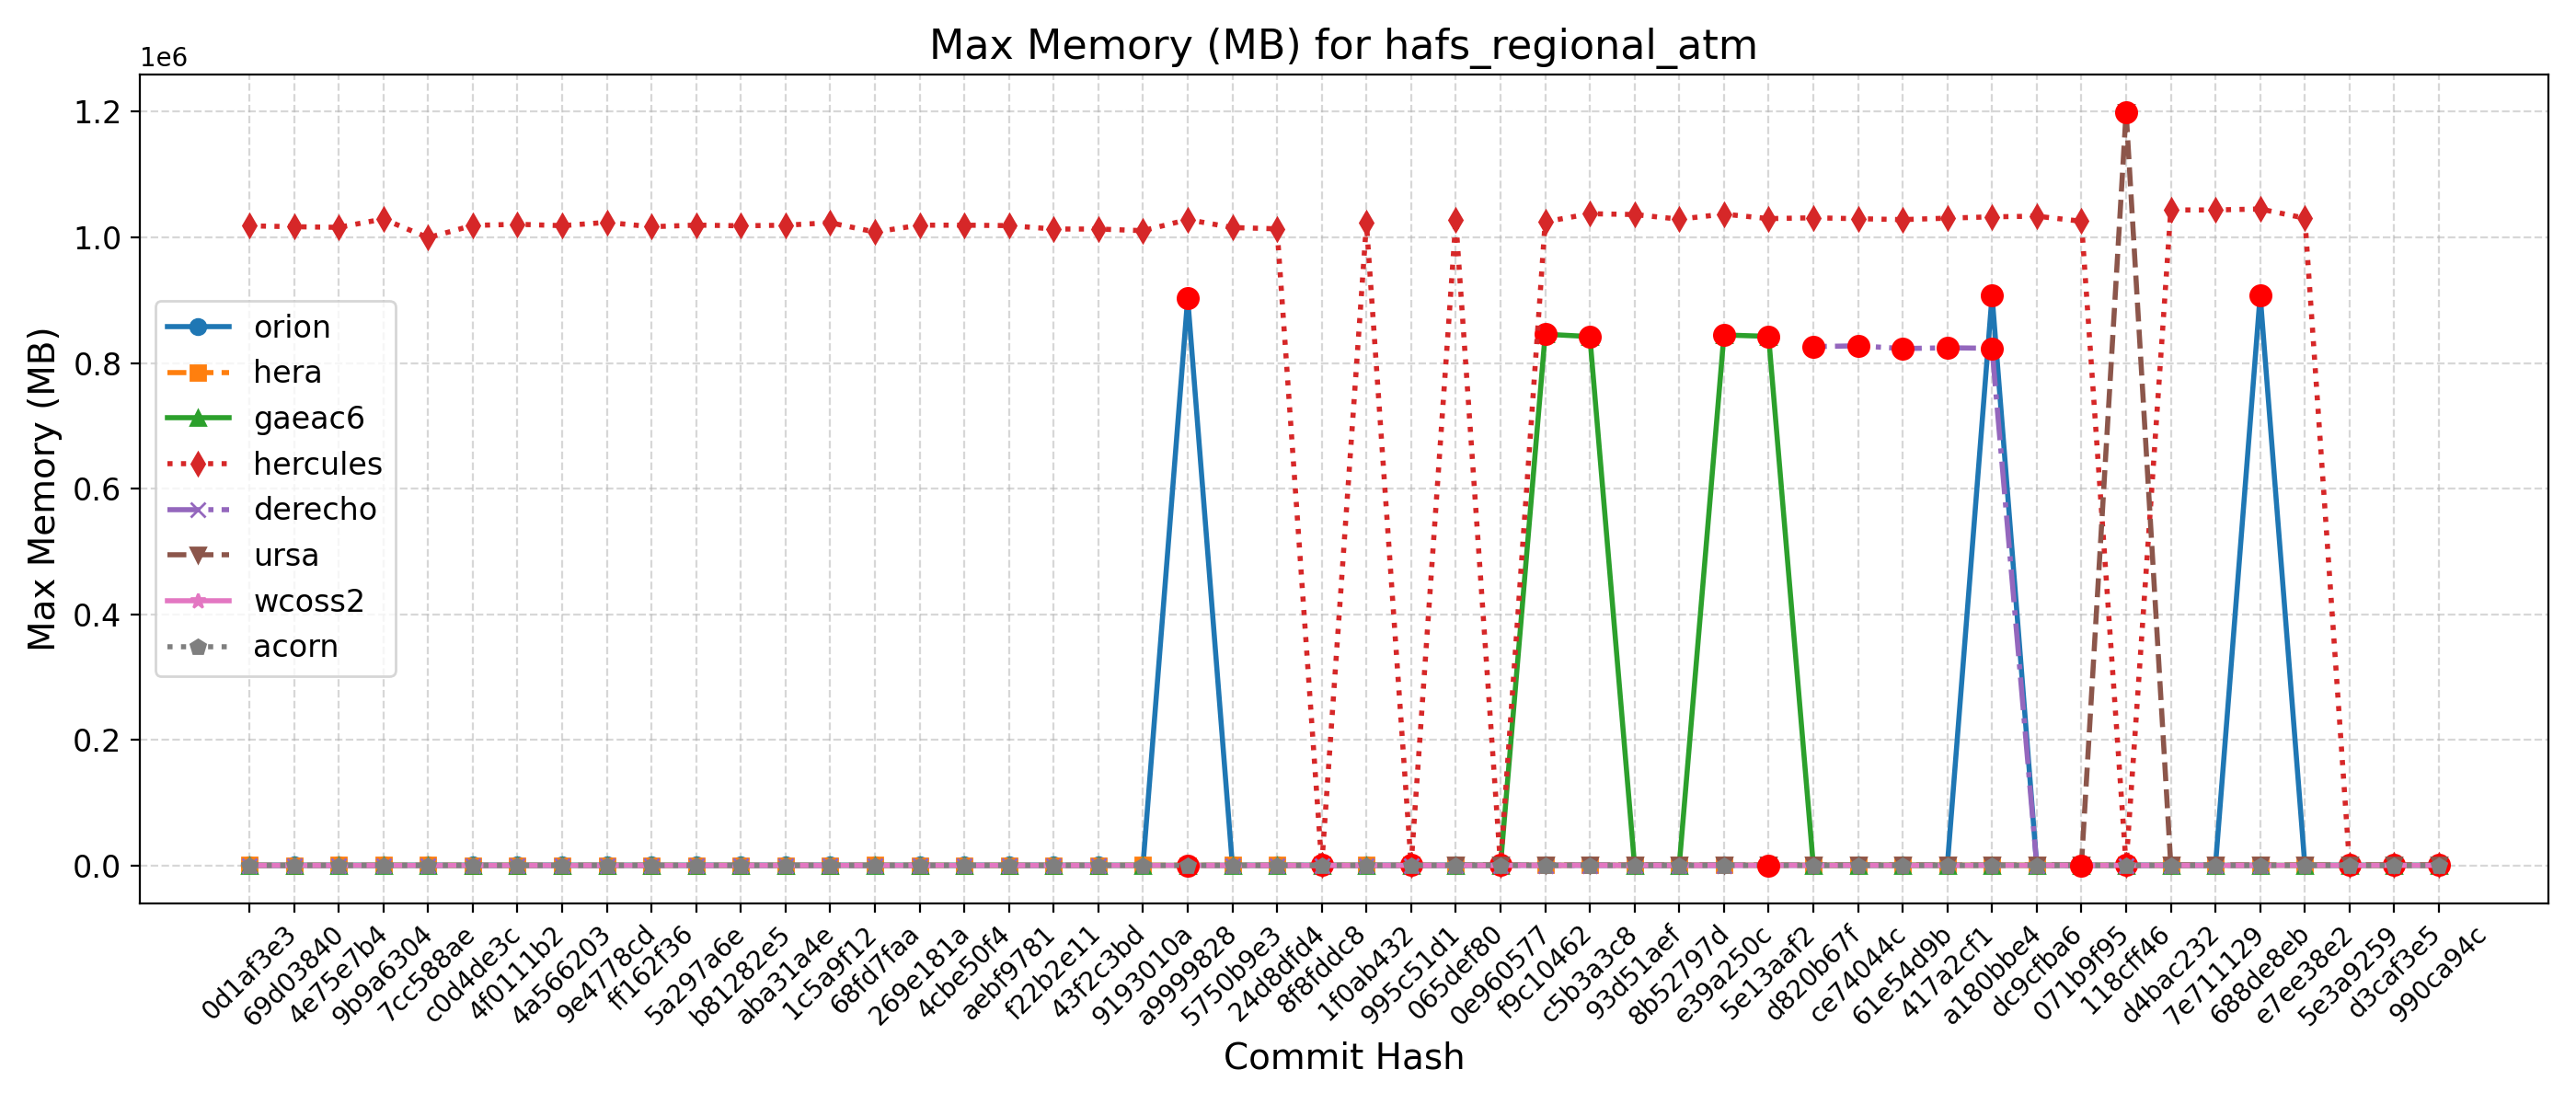 Max Memory (MB) for hafs_regional_atm
1e6
1.2
1.0
0.8
0.6
0.4
0.2
0.0
Max Memory (MB)
orion
hera
gaeac6
hercules
derecho
ursa
wcoss2
acorn
0d1af3e3
69d03840
4e75e7b4
9b9a6304
7cc588ae
c0d4de3c
4f0111b2
4a566203
9e4778cd
ff162f36
5a297a6e
b81282e5
aba31a4e
1c5a9f12
68fd7faa
269e181a
4cbe50f4
aebf9781
f22b2e11
43f2c3bd
9193010a
a9999828
5750b9e3
24d8dfd4
8f8fddc8
1f0ab432
995c51d1
065def80
0e960577
f9c10462
c5b3a3c8
93d51aef
8b52797d
e39a250c
5e13aaf2
d820b67f
ce74044c
61e54d9b
417a2cf1
a180bbe4
dc9cfba6
071b9f95
118cff46
d4bac232
7e711129
688de8eb
e7ee38e2
5e3a9259
d3caf3e5
990ca94c
Commit Hash